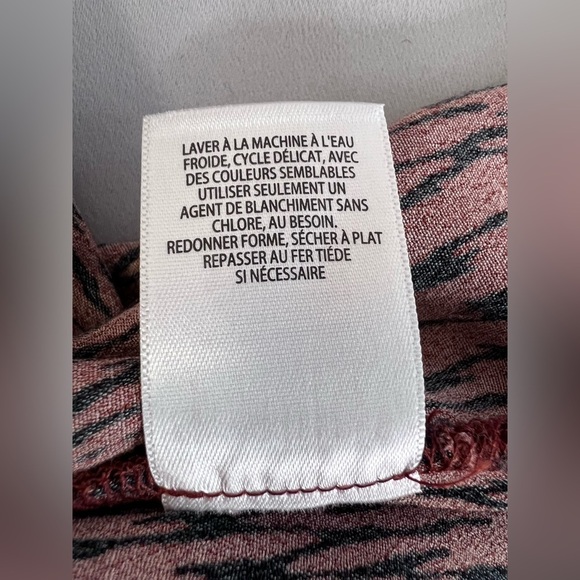 LAVER À LA MACHINE À L'EAU
FROIDE, CYCLE DÉLICAT, AVEC
DES COULEURS SEMBLABLES
UTILISER SEULEMENT UN
AGENT DE BLANCHIMENT SANS
CHLORE, AU BESOIN.
REDONNER FORME, SÉCHER À PLAT
REPASSER AU FER TIÉDE
SI NÉCESSAIRE